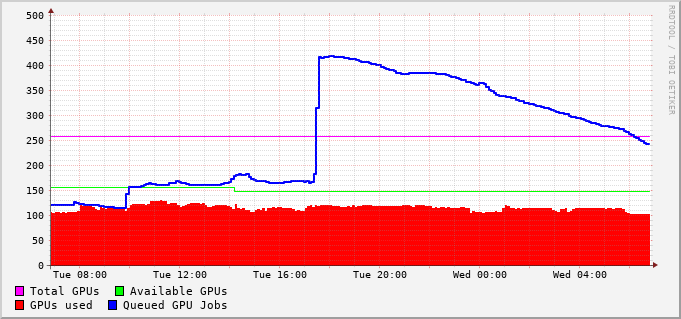 500
450
400
350
300
250
200
150
100
50
0
Tue 08:00 Tue 12:00 Tue 16:00 Tue 20:00 Wed 00:00 Wed 04:00
Total GPUs Available GPUs
GPUs used Queued GPU Jobs
RRDTOOL / TOBI OETIKER